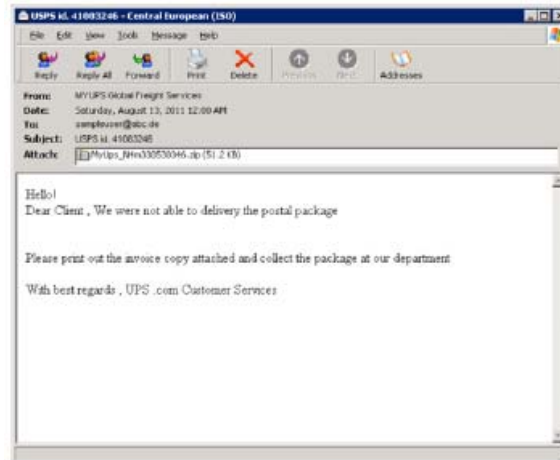 USPS id. 41003246 - Central European (ISO)
File Edit View Tools Message Help
Reply Reply All Forward Print Delete Previous Next Addresses
From: MYUPS Global Freight Services
Date: Saturday, August 13, 2011 12:00 AM
To: sampleuser@abc.de
Subject: USPS id. 41003246
Attach: (51.2 KB)
Hello!
Dear Client , We were not able to delivery the postal package
Please print out the invoice copy attached and collect the package at our department
With best regards , UPS .com Customer Services